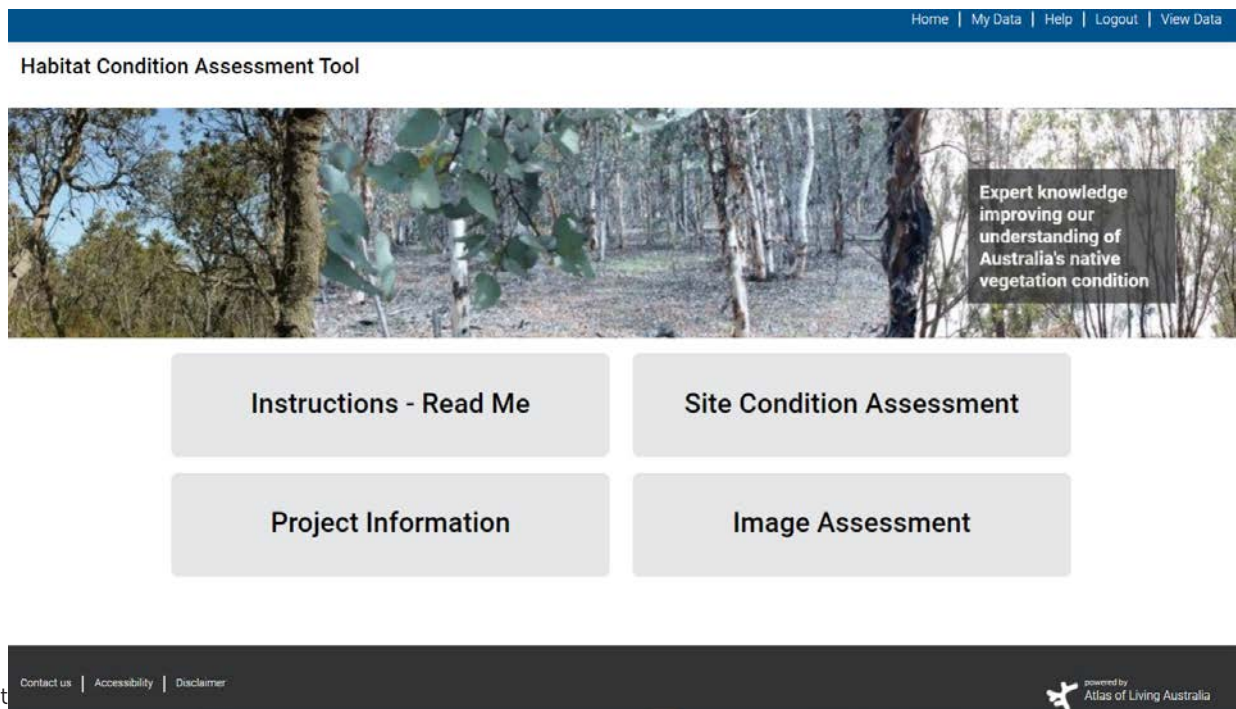 Home | My Data | Help | Logout | View Data
Habitat Condition Assessment Tool
Expert knowledge
improving our
understanding of
Australia's native
vegetation condition
Instructions - Read Me
Site Condition Assessment
Project Information
Image Assessment
t
Contact us | Accessibility | Disclaimer
powered by
Atlas of Living Australia